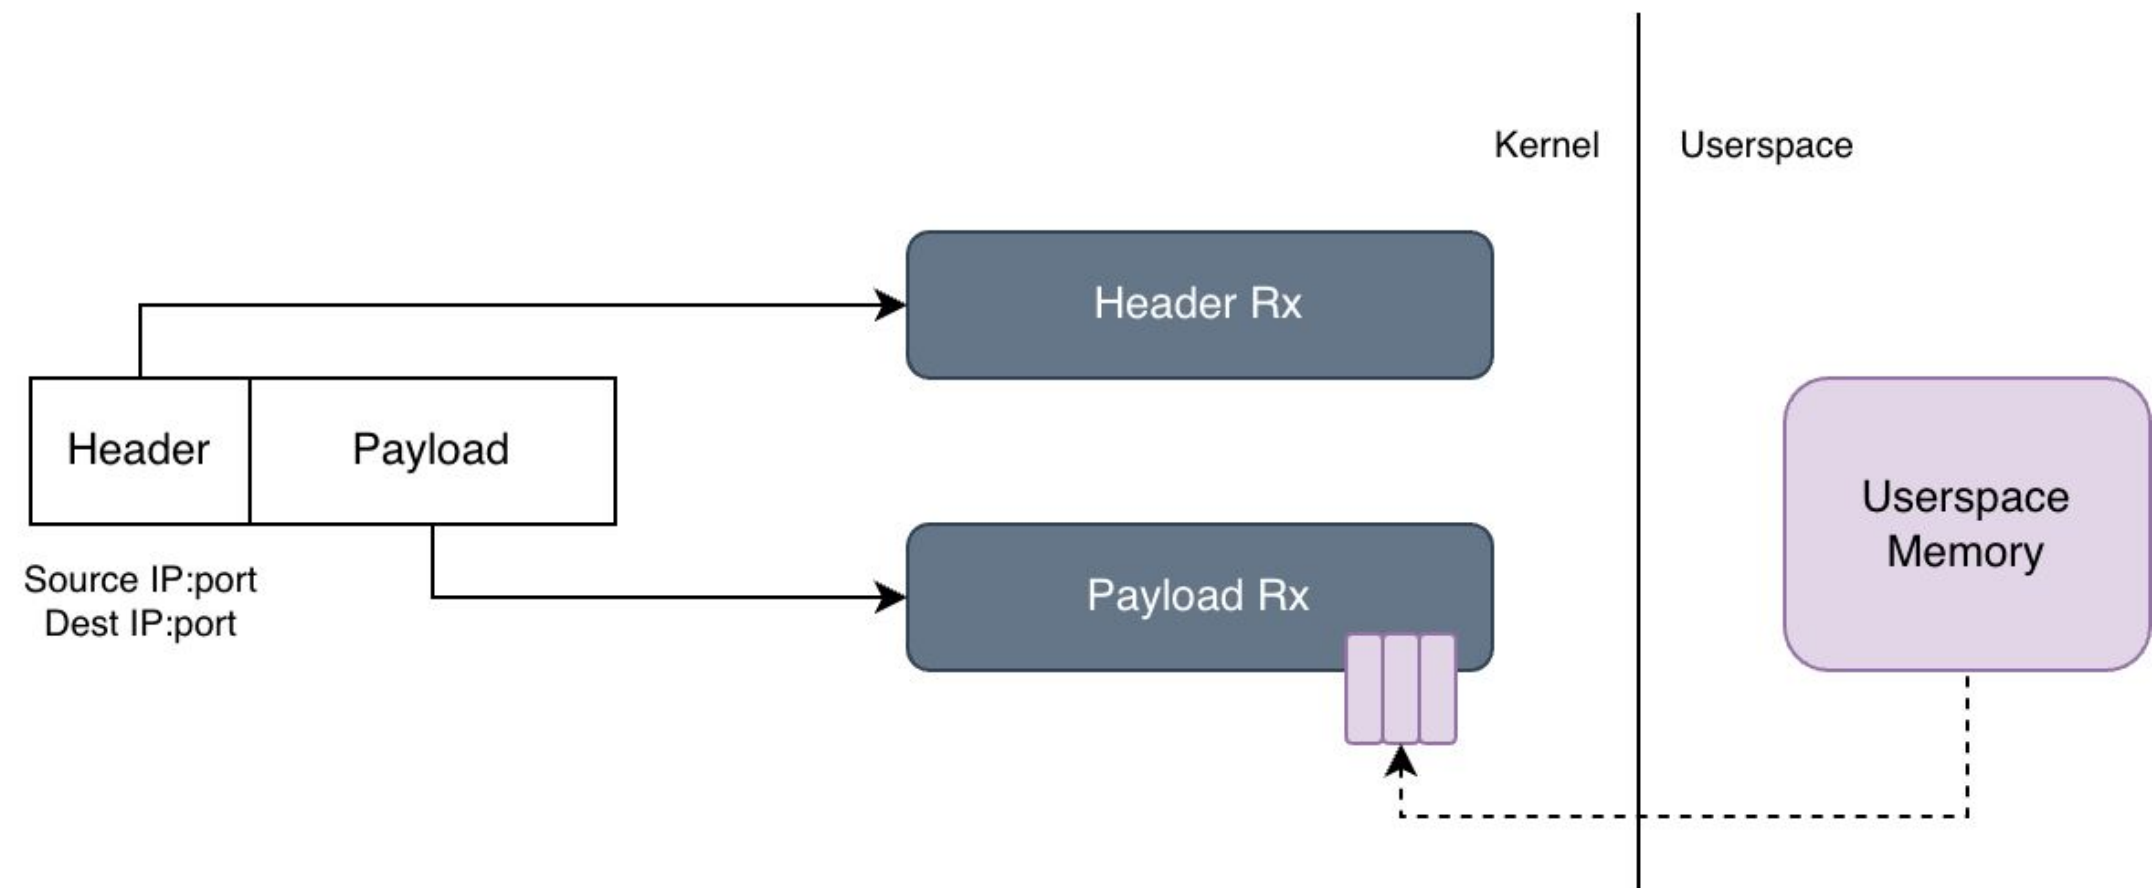 Kernel
Userspace
Header Rx
Header
Payload
Userspace
Memory
Source IP:port
Dest IP:port
Payload Rx